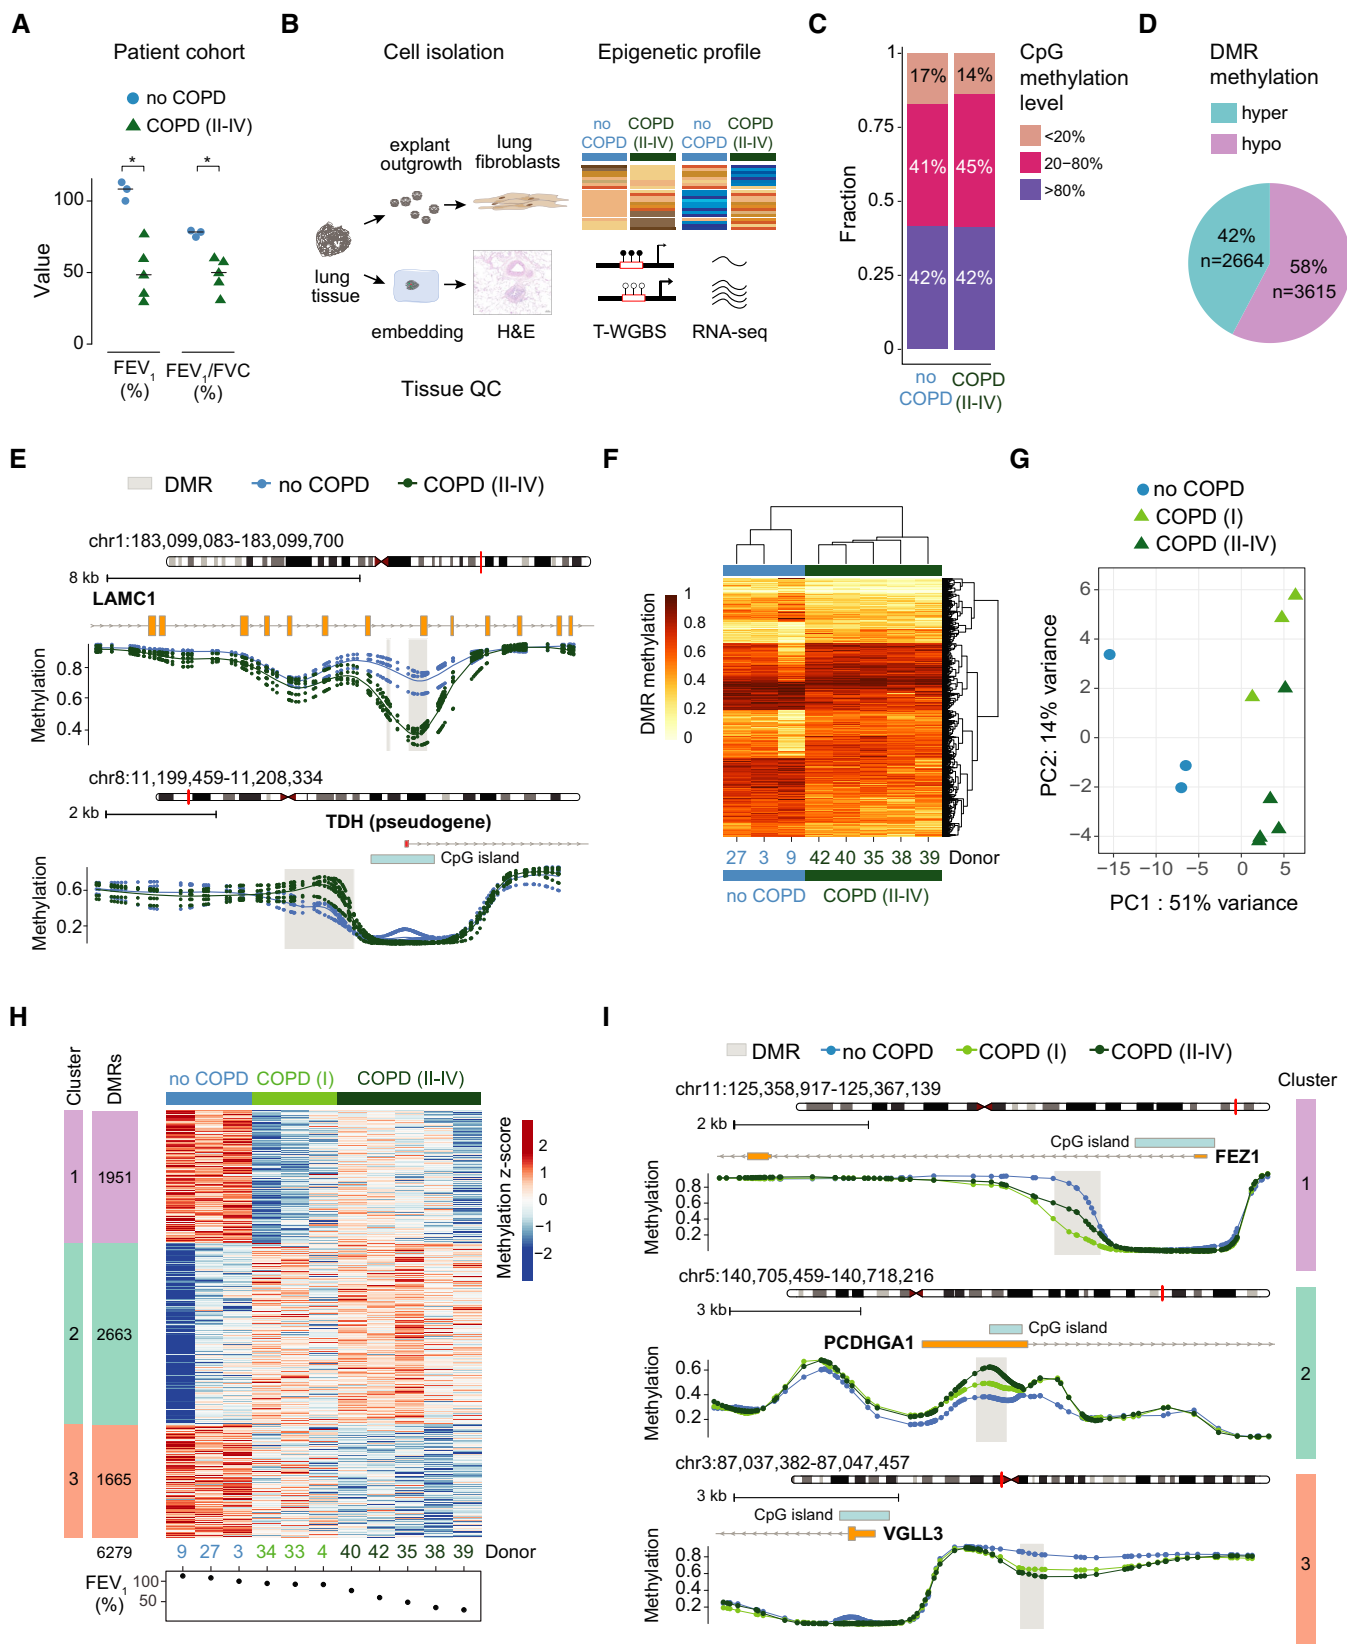 A
Patient cohort
no COPD
COPD (II-IV)
*
*
Value
100
50
0
FEV1
(%)
FEV1/FVC
(%)
B
Cell isolation
Epigenetic profile
explant
outgrowth
lung
fibroblasts
lung
tissue
embedding
H&E
Tissue QC
no
COPD
COPD
(II-IV)
no
COPD
COPD
(II-IV)
T-WGBS
RNA-seq
C
Fraction
1
0.75
0.5
0.25
0
17%
14%
41%
45%
42%
42%
no
COPD
COPD
(II-IV)
CpG
methylation
level
<20%
20−80%
>80%
D
DMR
methylation
hyper
hypo
42%
n=2664
58%
n=3615
E
DMR
no COPD
COPD (II-IV)
chr1:183,099,083-183,099,700
8 kb
LAMC1
Methylation
0.8
0.6
0.4
chr8:11,199,459-11,208,334
2 kb
TDH (pseudogene)
CpG island
Methylation
0.6
0.2
F
DMR methylation
1
0.8
0.6
0.4
0.2
0
27 3 9 42 40 35 38 39 Donor
no COPD
COPD (II-IV)
G
no COPD
COPD (I)
COPD (II-IV)
PC2: 14% variance
6
4
2
0
−2
−4
−15 −10 −5 0 5
PC1 : 51% variance
H
Cluster
DMRs
no COPD
COPD (I)
COPD (II-IV)
1
1951
2
2663
3
1665
6279
Methylation z-score
2
1
0
−1
−2
9 27 3 34 33 4 40 42 35 38 39 Donor
FEV1
(%)
100
50
I
DMR
no COPD
COPD (I)
COPD (II-IV)
Cluster
chr11:125,358,917-125,367,139
2 kb
CpG island
FEZ1
Methylation
0.8
0.6
0.4
0.2
1
chr5:140,705,459-140,718,216
3 kb
CpG island
PCDHGA1
Methylation
0.6
0.4
0.2
2
chr3:87,037,382-87,047,457
3 kb
CpG island
VGLL3
Methylation
0.8
0.6
0.4
0.2
3